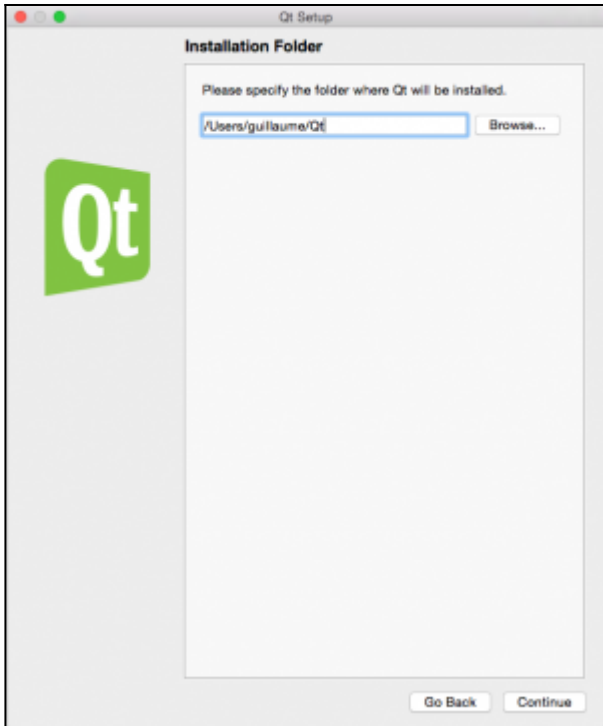 Qt Setup
Installation Folder
Please specify the folder where Qt will be installed.
/Users/guillaume/Qt
Browse...
Qt
Go Back
Continue